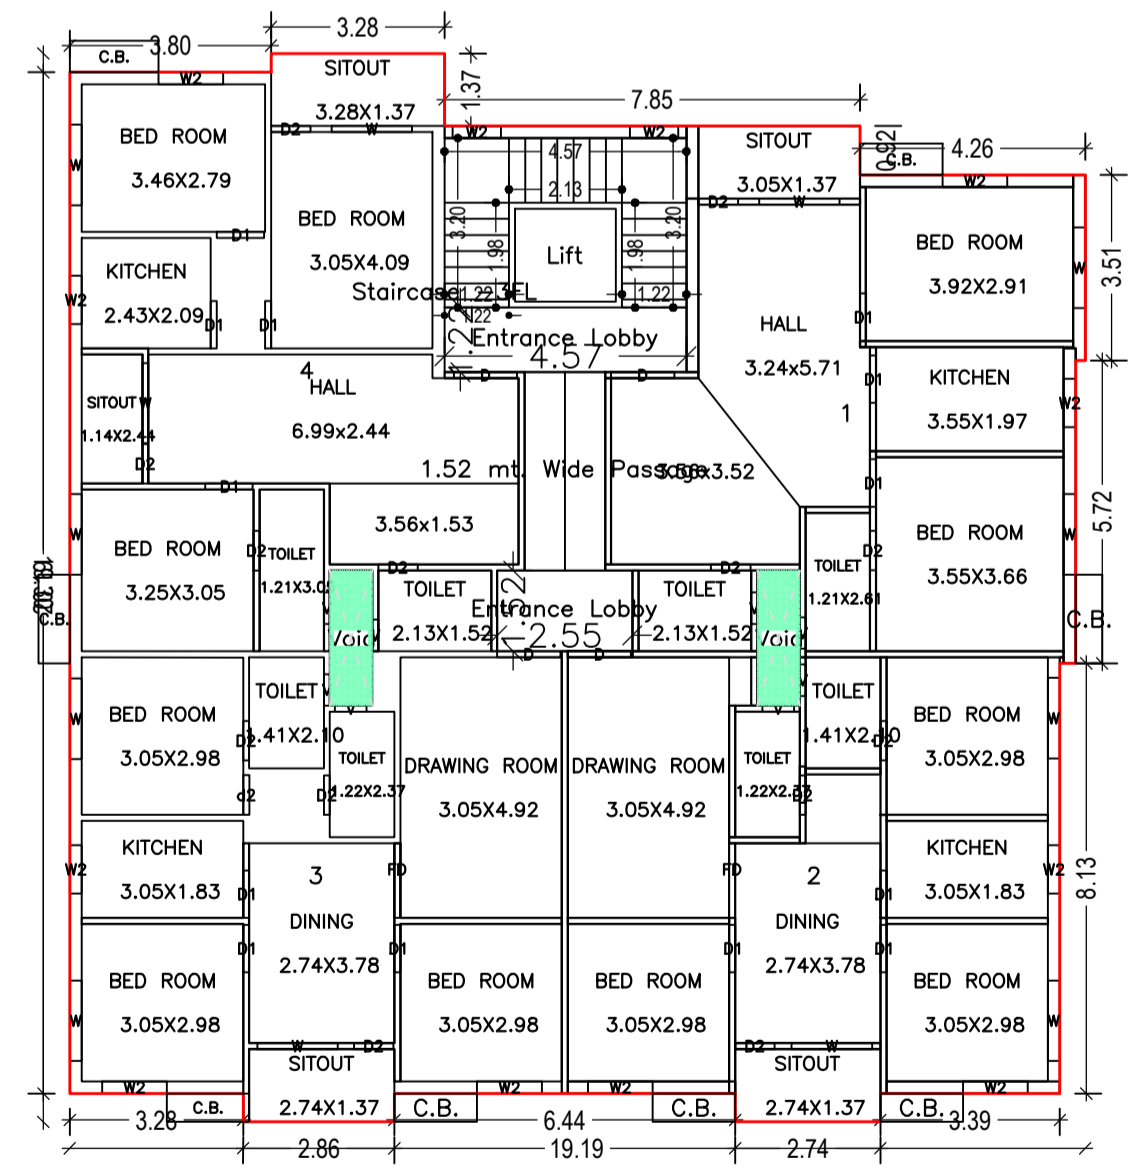 3.28
3.80
C.B.
W2
SITOUT
3.28X1.37
1.37
7.85
D2
W
W2
W2
SITOUT
3.05X1.37
D2
W
0.92
C.B.
4.26
W2
BED ROOM
3.46X2.79
W
D1
BED ROOM
3.05X4.09
4.57
2.13
3.20
1.98
Lift
1.98
3.20
1.22
1.22
1.22
Entrance Lobby
4.57
D
D
BED ROOM
3.92X2.91
W
3.51
KITCHEN
2.43X2.09
W2
D1
D1
HALL
3.24x5.71
D1
4
HALL
6.99x2.44
SITOUT
W
1.14X2.44
D2
1
D1
KITCHEN
3.55X1.97
W2
1.52 mt. Wide Passage
3.56x3.52
D1
D1
3.56x1.53
W
BED ROOM
3.25X3.05
D2
TOILET
D2
TOILET
2.13X1.52
1.52
Entrance Lobby
2.55
D
D
D2
TOILET
2.13X1.52
TOILET
1.21X2.61
D2
BED ROOM
3.55X3.66
W
5.72
C.B.
C.B.
Void
Void
V
V
V
V
BED ROOM
3.05X2.98
W
D2
TOILET
1.41X2.10
V
V
TOILET
1.22X2.37
d2
D2
DRAWING ROOM
3.05X4.92
DRAWING ROOM
3.05X4.92
TOILET
1.22X2.37
D2
TOILET
1.41X2.10
D2
BED ROOM
3.05X2.98
W
KITCHEN
3.05X1.83
W2
D1
3
FD
FD
2
D1
KITCHEN
3.05X1.83
W2
8.13
DINING
2.74X3.78
DINING
2.74X3.78
BED ROOM
3.05X2.98
W
D1
D1
BED ROOM
3.05X2.98
BED ROOM
3.05X2.98
D1
D1
BED ROOM
3.05X2.98
W
W
D2
D2
W
SITOUT
2.74X1.37
SITOUT
2.74X1.37
W2
W2
W2
W2
C.B.
C.B.
C.B.
C.B.
3.28
6.44
3.39
2.86
19.19
2.74